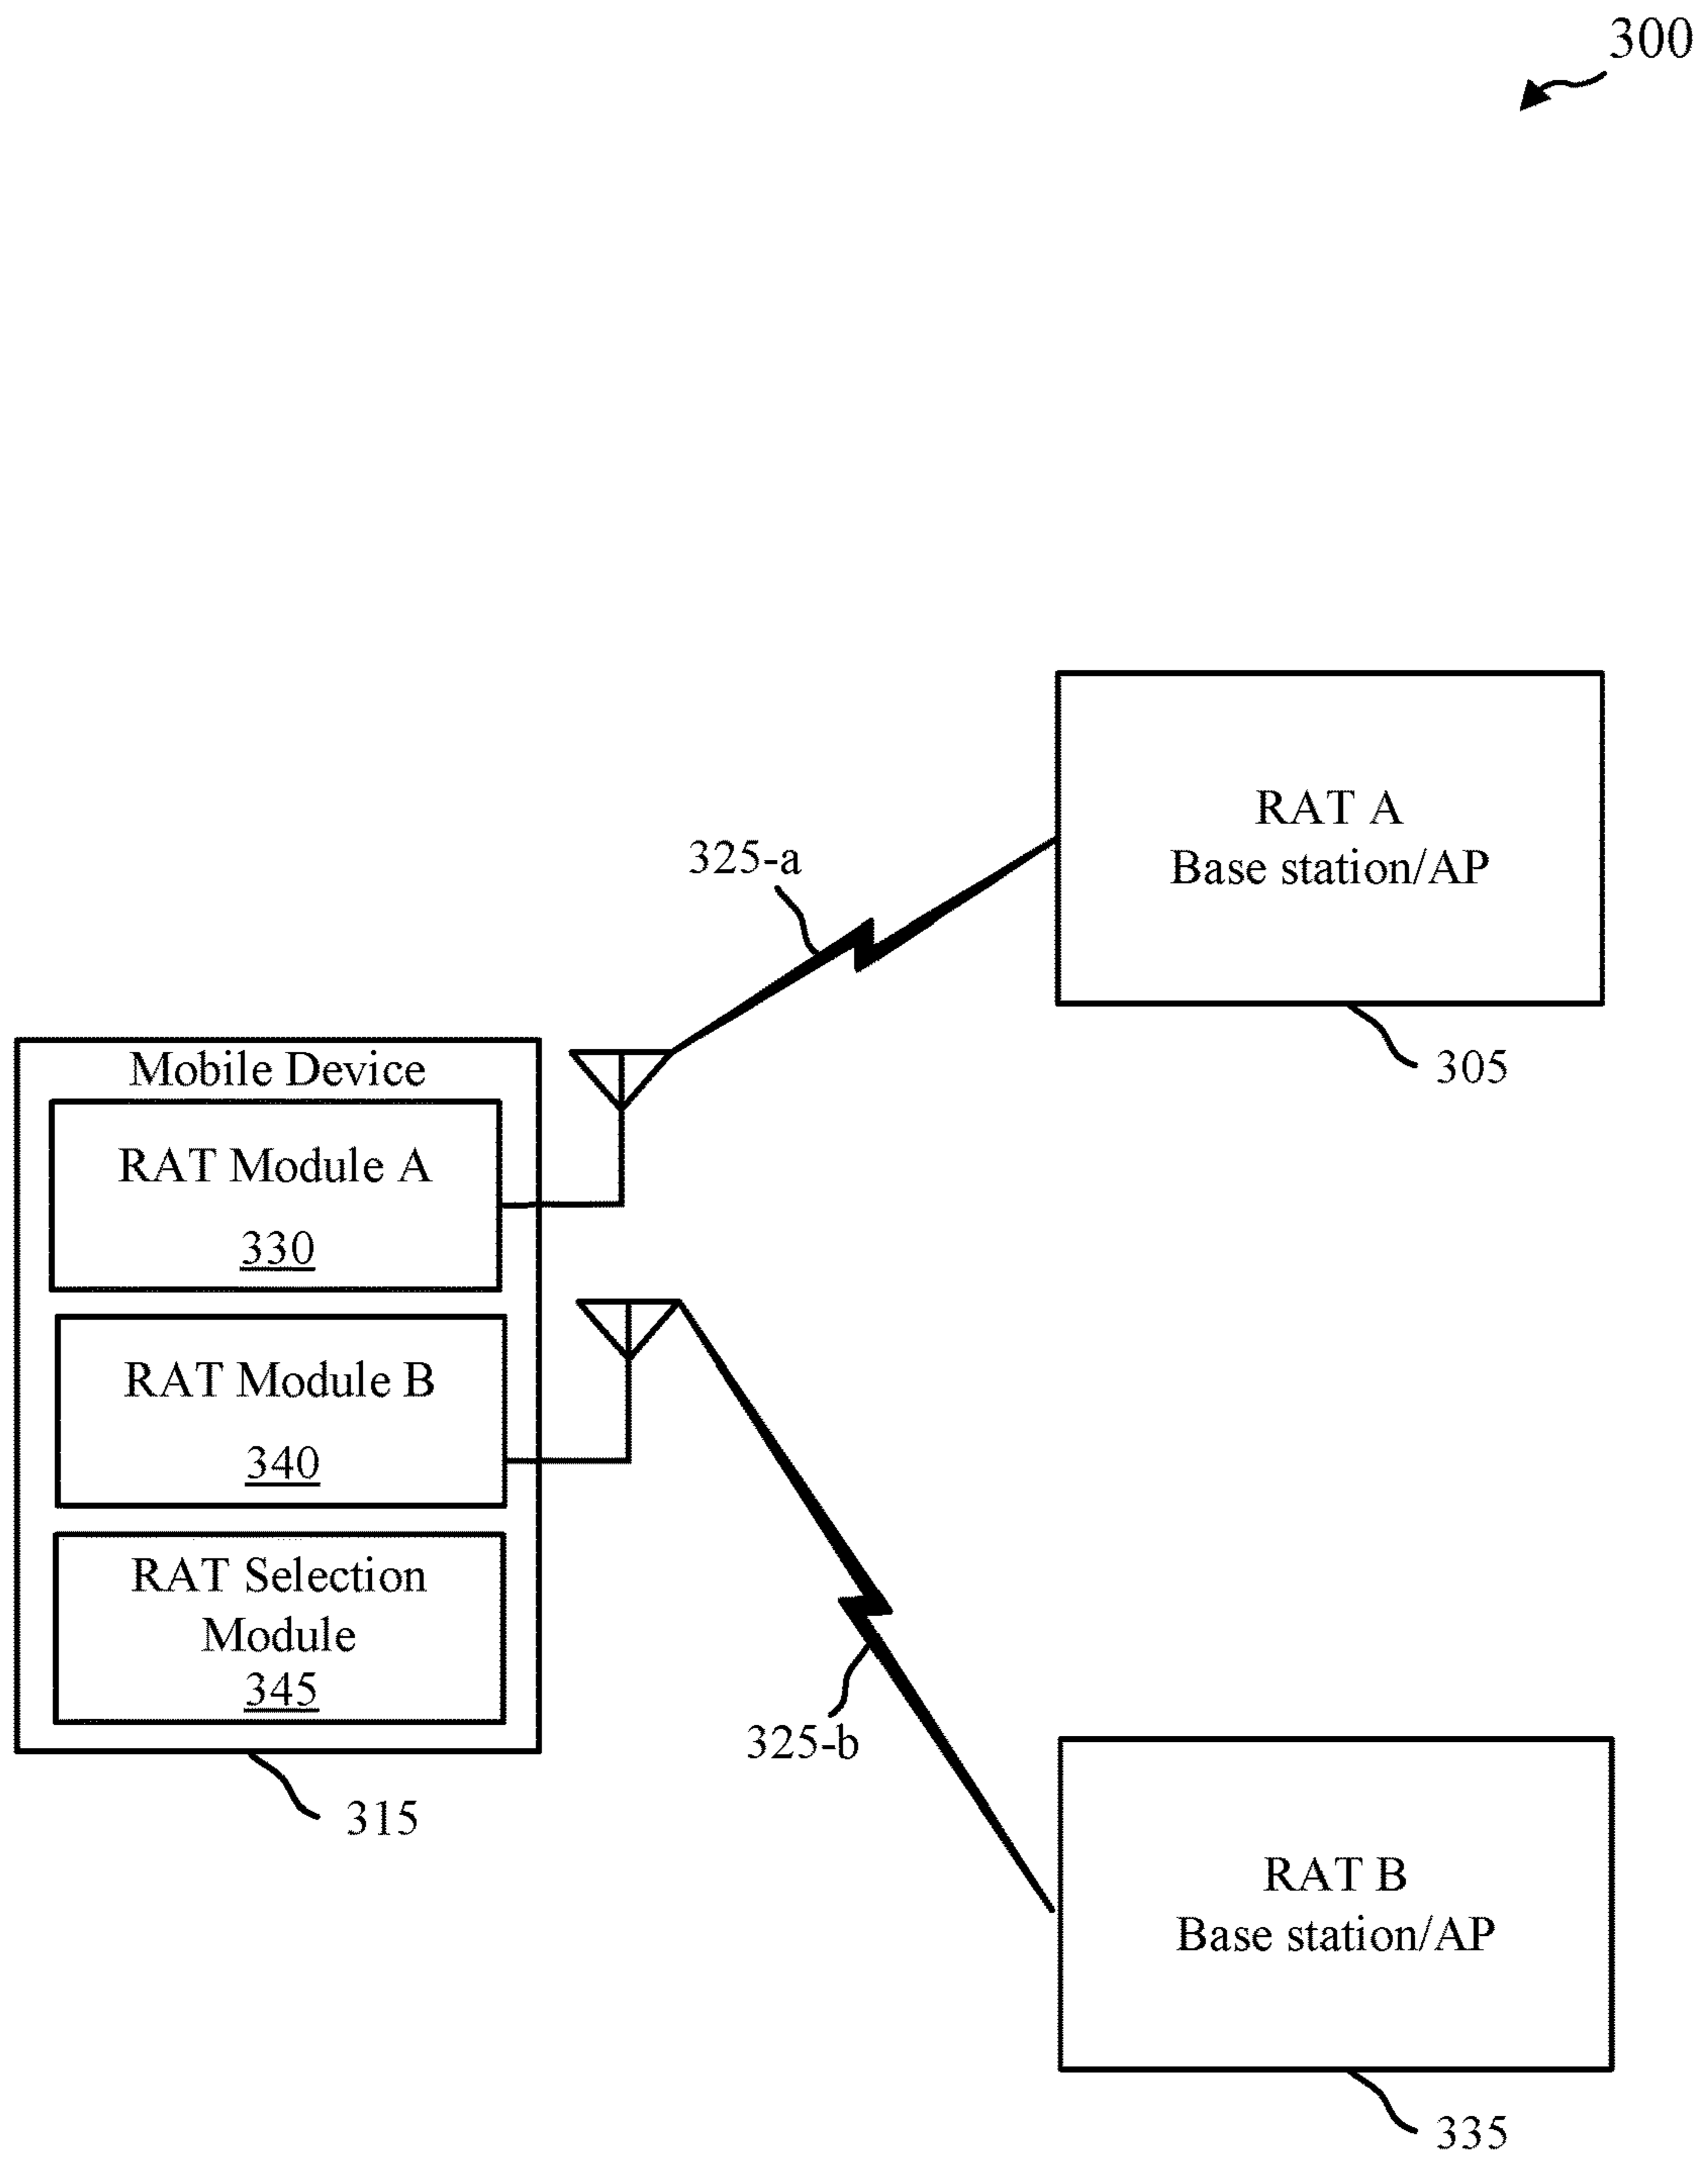 300
RAT A
Base station/AP
325-a
305
Mobile Device
RAT Module A
330
RAT Module B
340
RAT Selection
Module
345
325-b
315
RAT B
Base station/AP
335